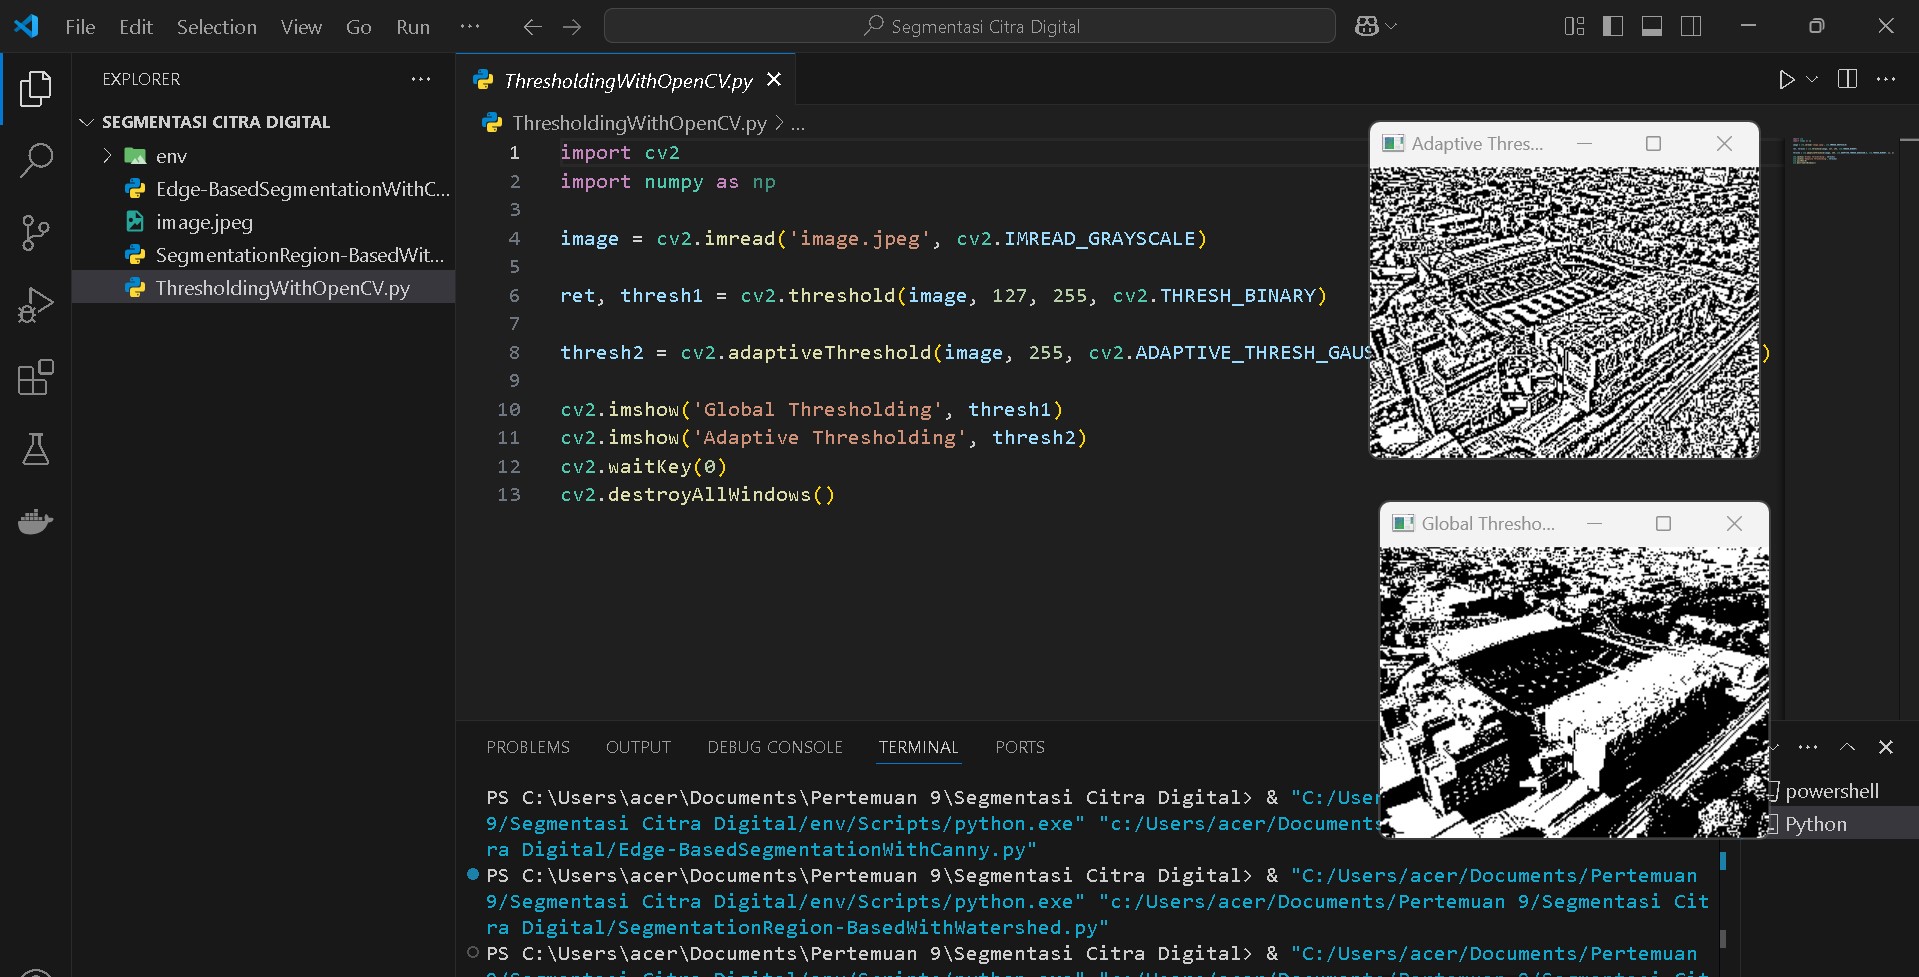 File Edit Selection View Go Run ...
Segmentasi Citra Digital
EXPLORER
SEGMENTASI CITRA DIGITAL
env
Edge-BasedSegmentationWithC...
image.jpeg
SegmentationRegion-BasedWit...
ThresholdingWithOpenCV.py
ThresholdingWithOpenCV.py
ThresholdingWithOpenCV.py > ...
1 import cv2
2 import numpy as np
3
4 image = cv2.imread('image.jpeg', cv2.IMREAD_GRAYSCALE)
5
6 ret, thresh1 = cv2.threshold(image, 127, 255, cv2.THRESH_BINARY)
7
8 thresh2 = cv2.adaptiveThreshold(image, 255, cv2.ADAPTIVE_THRESH_GAUS )
9
10 cv2.imshow('Global Thresholding', thresh1)
11 cv2.imshow('Adaptive Thresholding', thresh2)
12 cv2.waitKey(0)
13 cv2.destroyAllWindows()
Adaptive Thres...
Global Thresho...
PROBLEMS OUTPUT DEBUG CONSOLE TERMINAL PORTS
PS C:\Users\acer\Documents\Pertemuan 9\Segmentasi Citra Digital> & "C:/User
9/Segmentasi Citra Digital/env/Scripts/python.exe" "c:/Users/acer/Documents
ra Digital/Edge-BasedSegmentationWithCanny.py"
PS C:\Users\acer\Documents\Pertemuan 9\Segmentasi Citra Digital> & "C:/Users/acer/Documents/Pertemuan
9/Segmentasi Citra Digital/env/Scripts/python.exe" "c:/Users/acer/Documents/Pertemuan 9/Segmentasi Cit
ra Digital/SegmentationRegion-BasedWithWatershed.py"
PS C:\Users\acer\Documents\Pertemuan 9\Segmentasi Citra Digital> & "C:/Users/acer/Documents/Pertemuan
powershell
Python